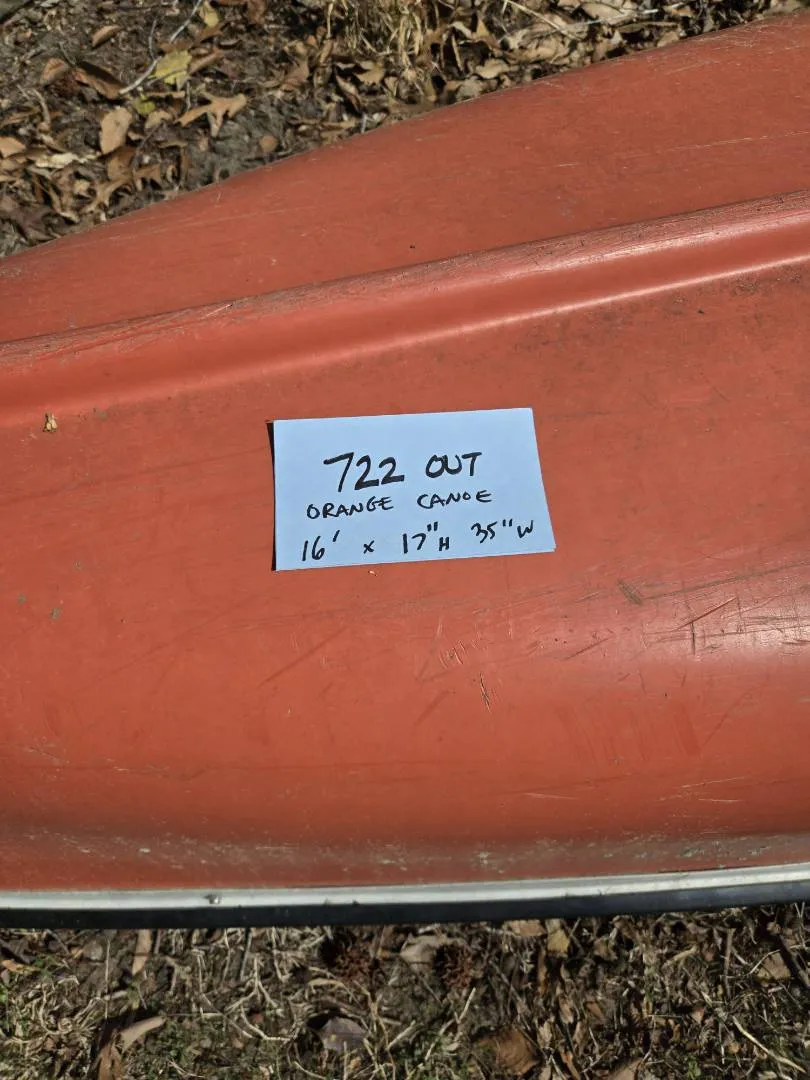 722 OUT
ORANGE CANOE
16' x 17"H 35"W